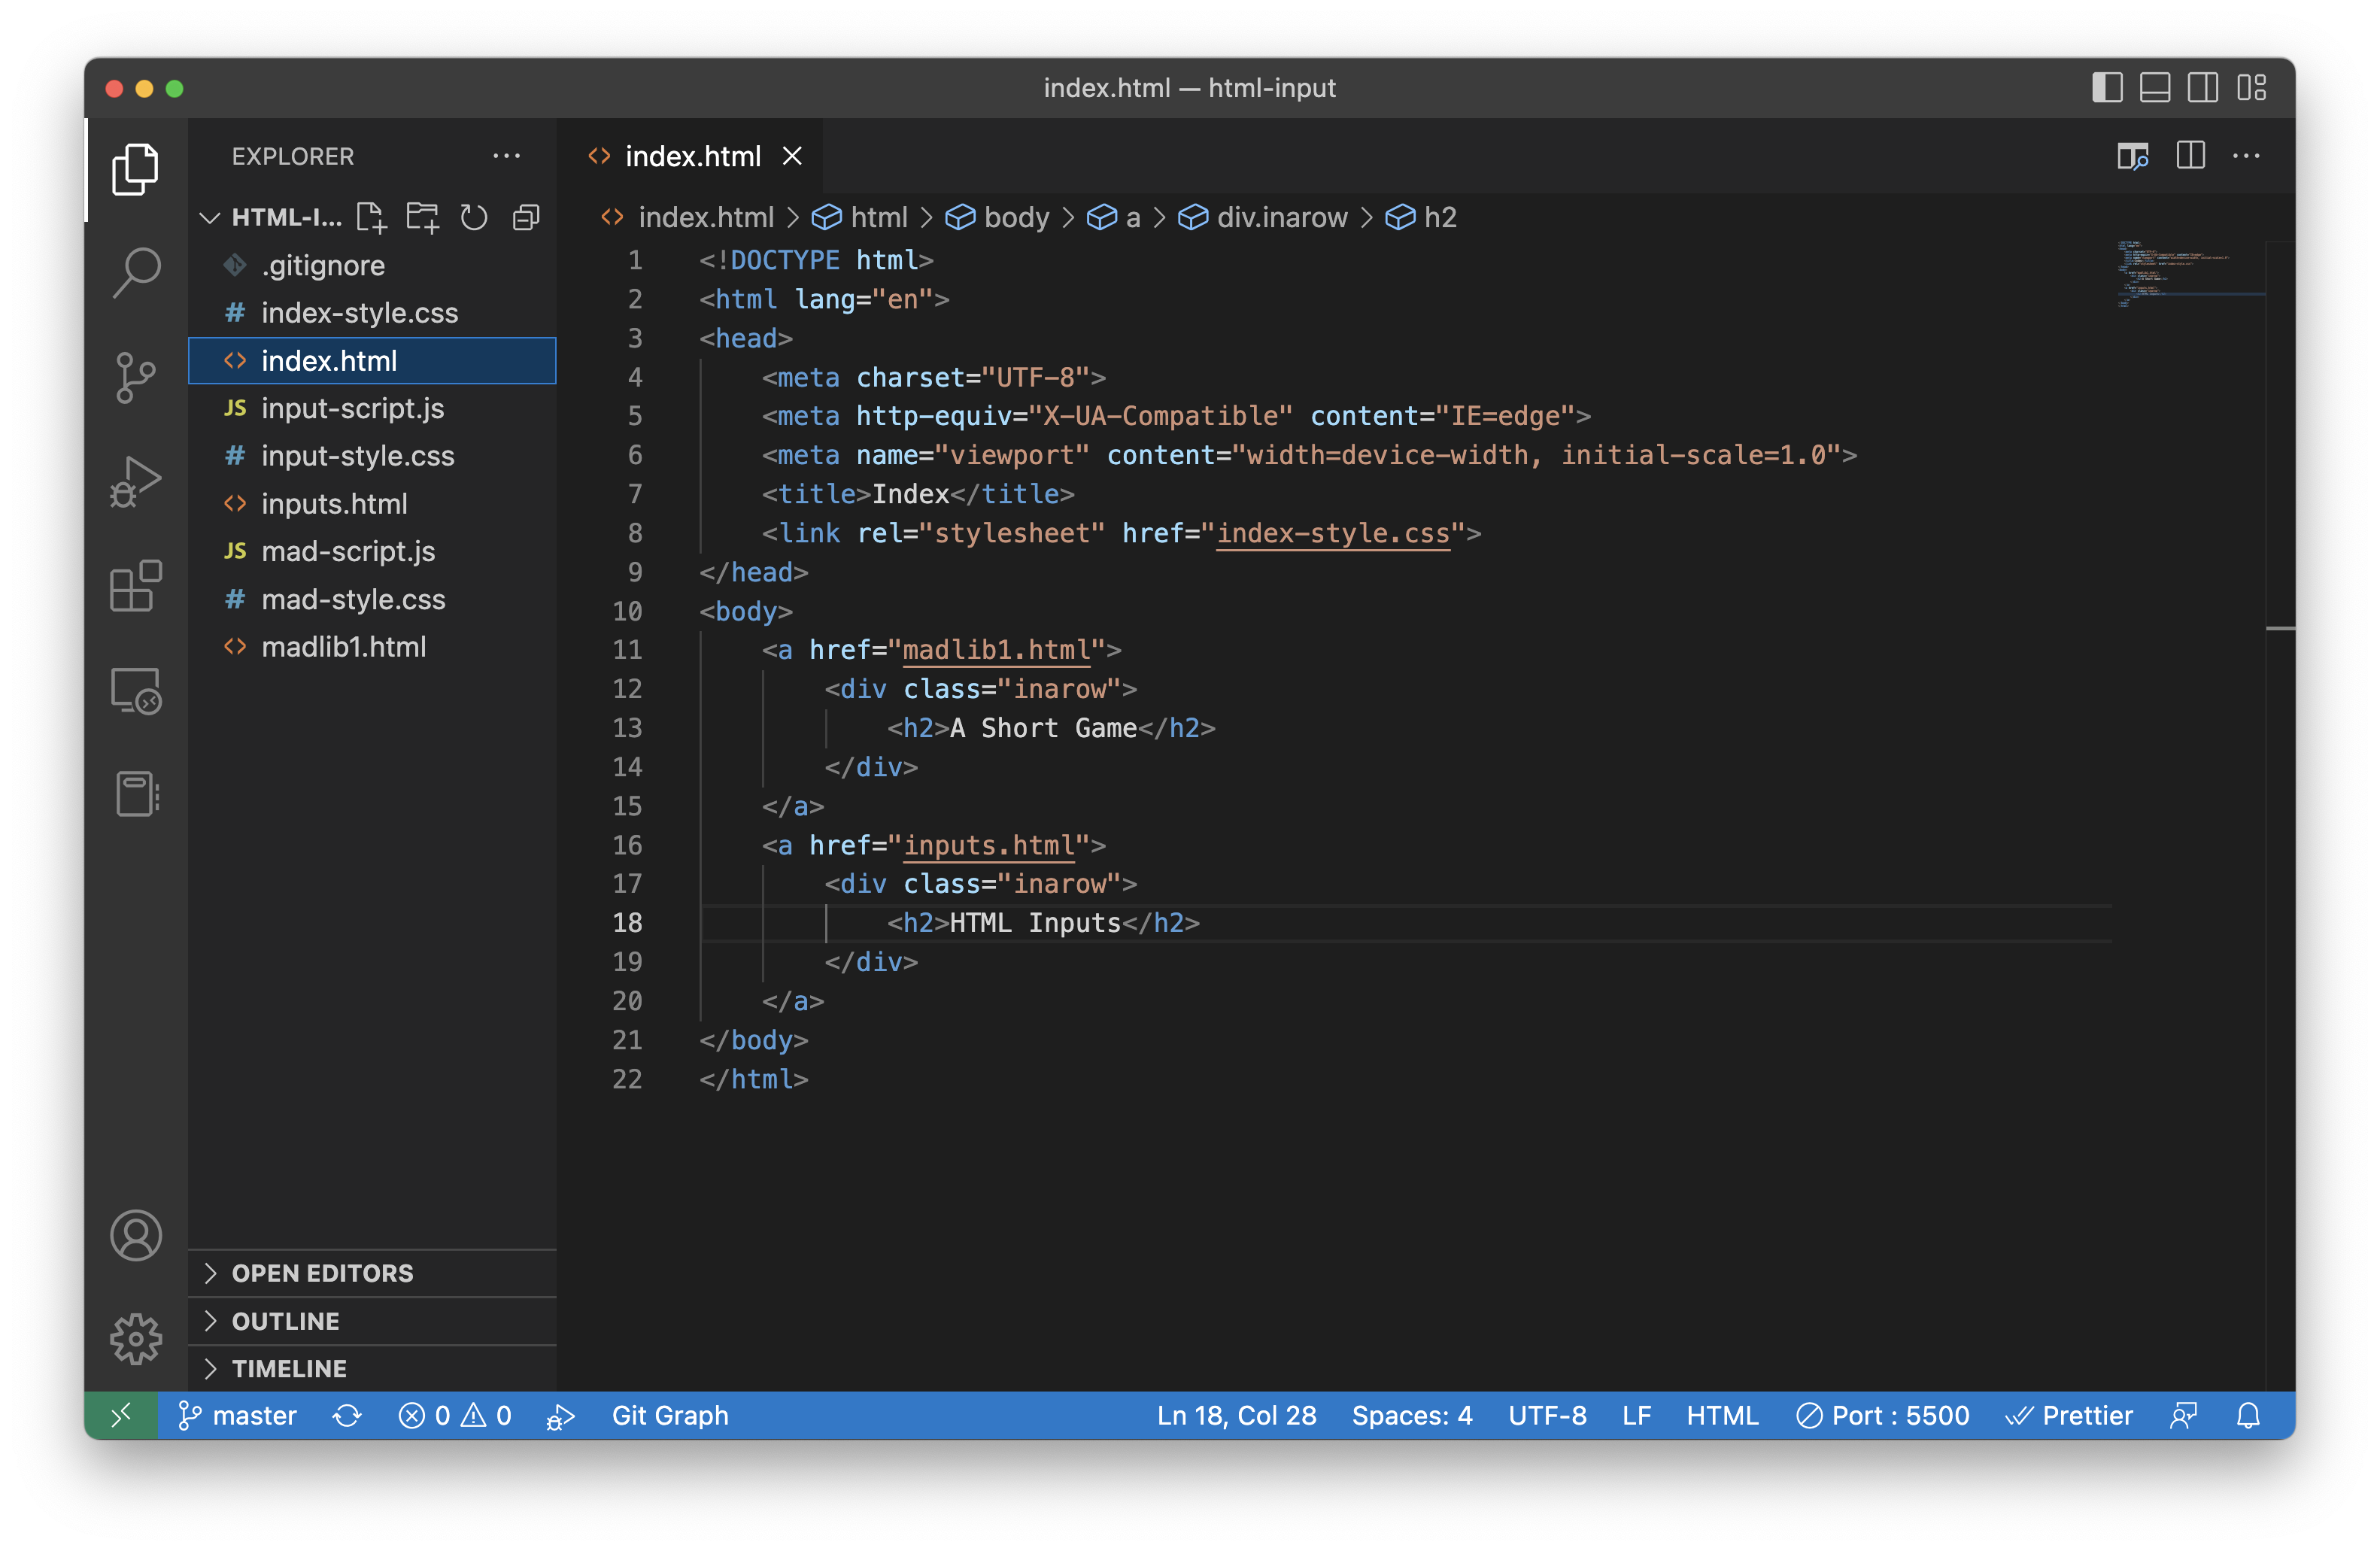 index.html — html-input
EXPLORER
HTML-I...
.gitignore
# index-style.css
<> index.html
JS input-script.js
# input-style.css
<> inputs.html
JS mad-script.js
# mad-style.css
<> madlib1.html
OPEN EDITORS
OUTLINE
TIMELINE
<> index.html
<> index.html > html > body > a > div.inarow > h2
1 <!DOCTYPE html>
2 <html lang="en">
3 <head>
4     <meta charset="UTF-8">
5     <meta http-equiv="X-UA-Compatible" content="IE=edge">
6     <meta name="viewport" content="width=device-width, initial-scale=1.0">
7     <title>Index</title>
8     <link rel="stylesheet" href="index-style.css">
9 </head>
10 <body>
11     <a href="madlib1.html">
12         <div class="inarow">
13             <h2>A Short Game</h2>
14         </div>
15     </a>
16     <a href="inputs.html">
17         <div class="inarow">
18             <h2>HTML Inputs</h2>
19         </div>
20     </a>
21 </body>
22 </html>
master 0 0 Git Graph Ln 18, Col 28 Spaces: 4 UTF-8 LF HTML Port : 5500 Prettier